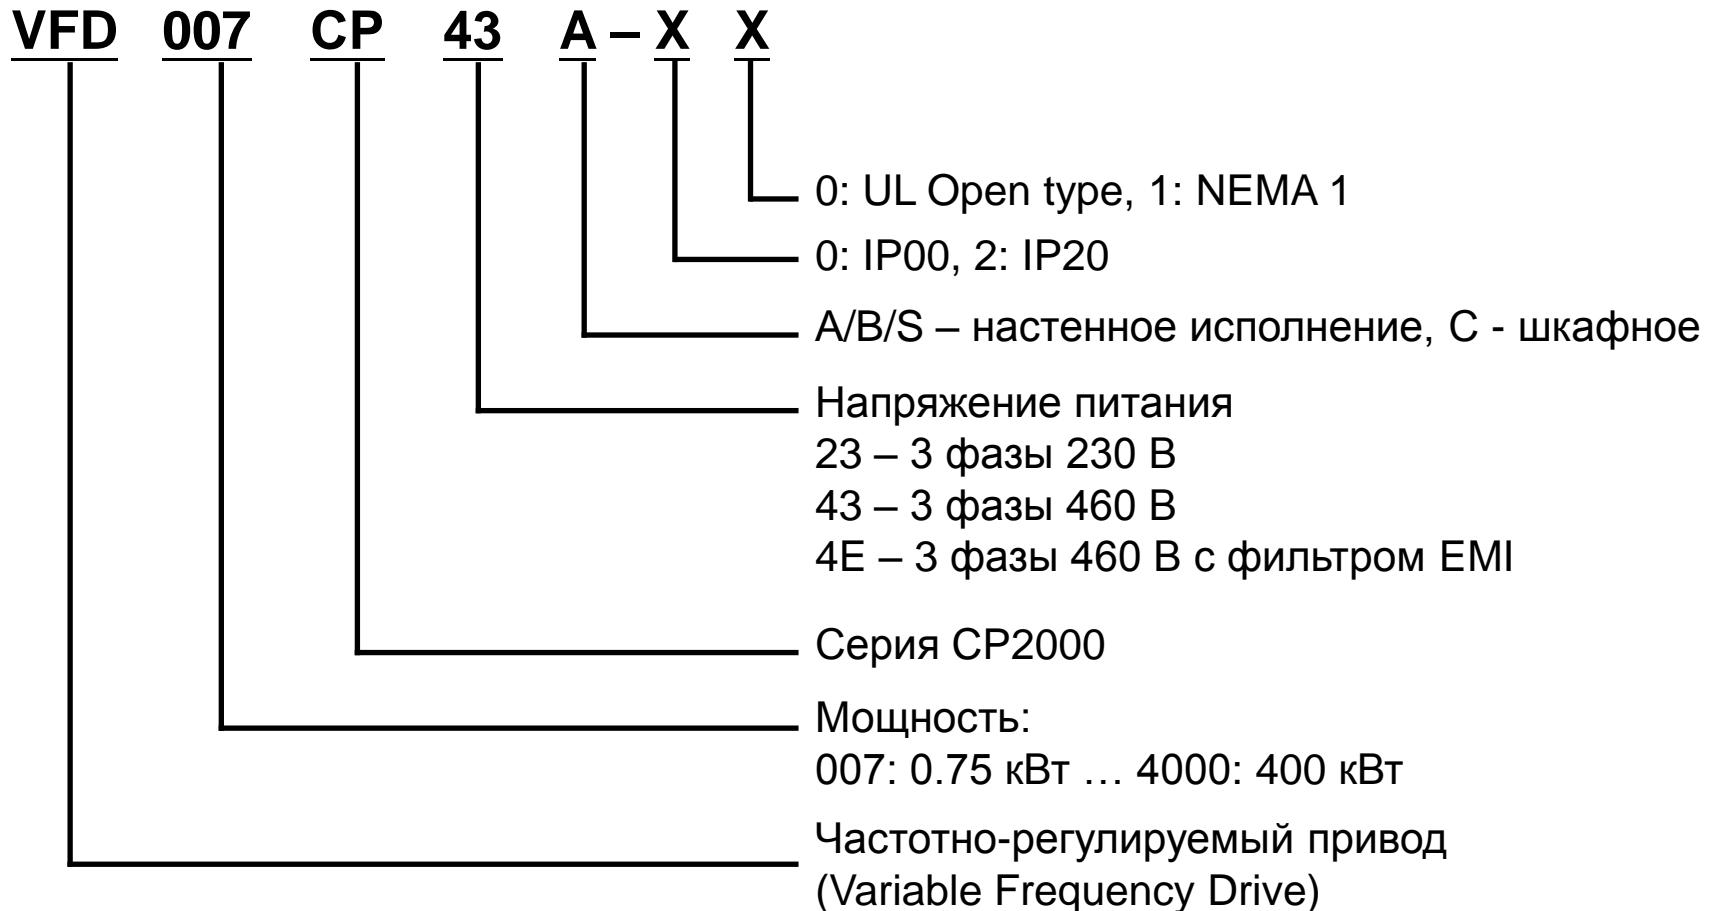 VFD 007 CP 43 A – X X
0: UL Open type, 1: NEMA 1
0: IP00, 2: IP20
A/B/S – настенное исполнение, С - шкафное
Напряжение питания
23 – 3 фазы 230 В
43 – 3 фазы 460 В
4E – 3 фазы 460 В с фильтром EMI
Серия CP2000
Мощность:
007: 0.75 кВт … 4000: 400 кВт
Частотно-регулируемый привод
(Variable Frequency Drive)